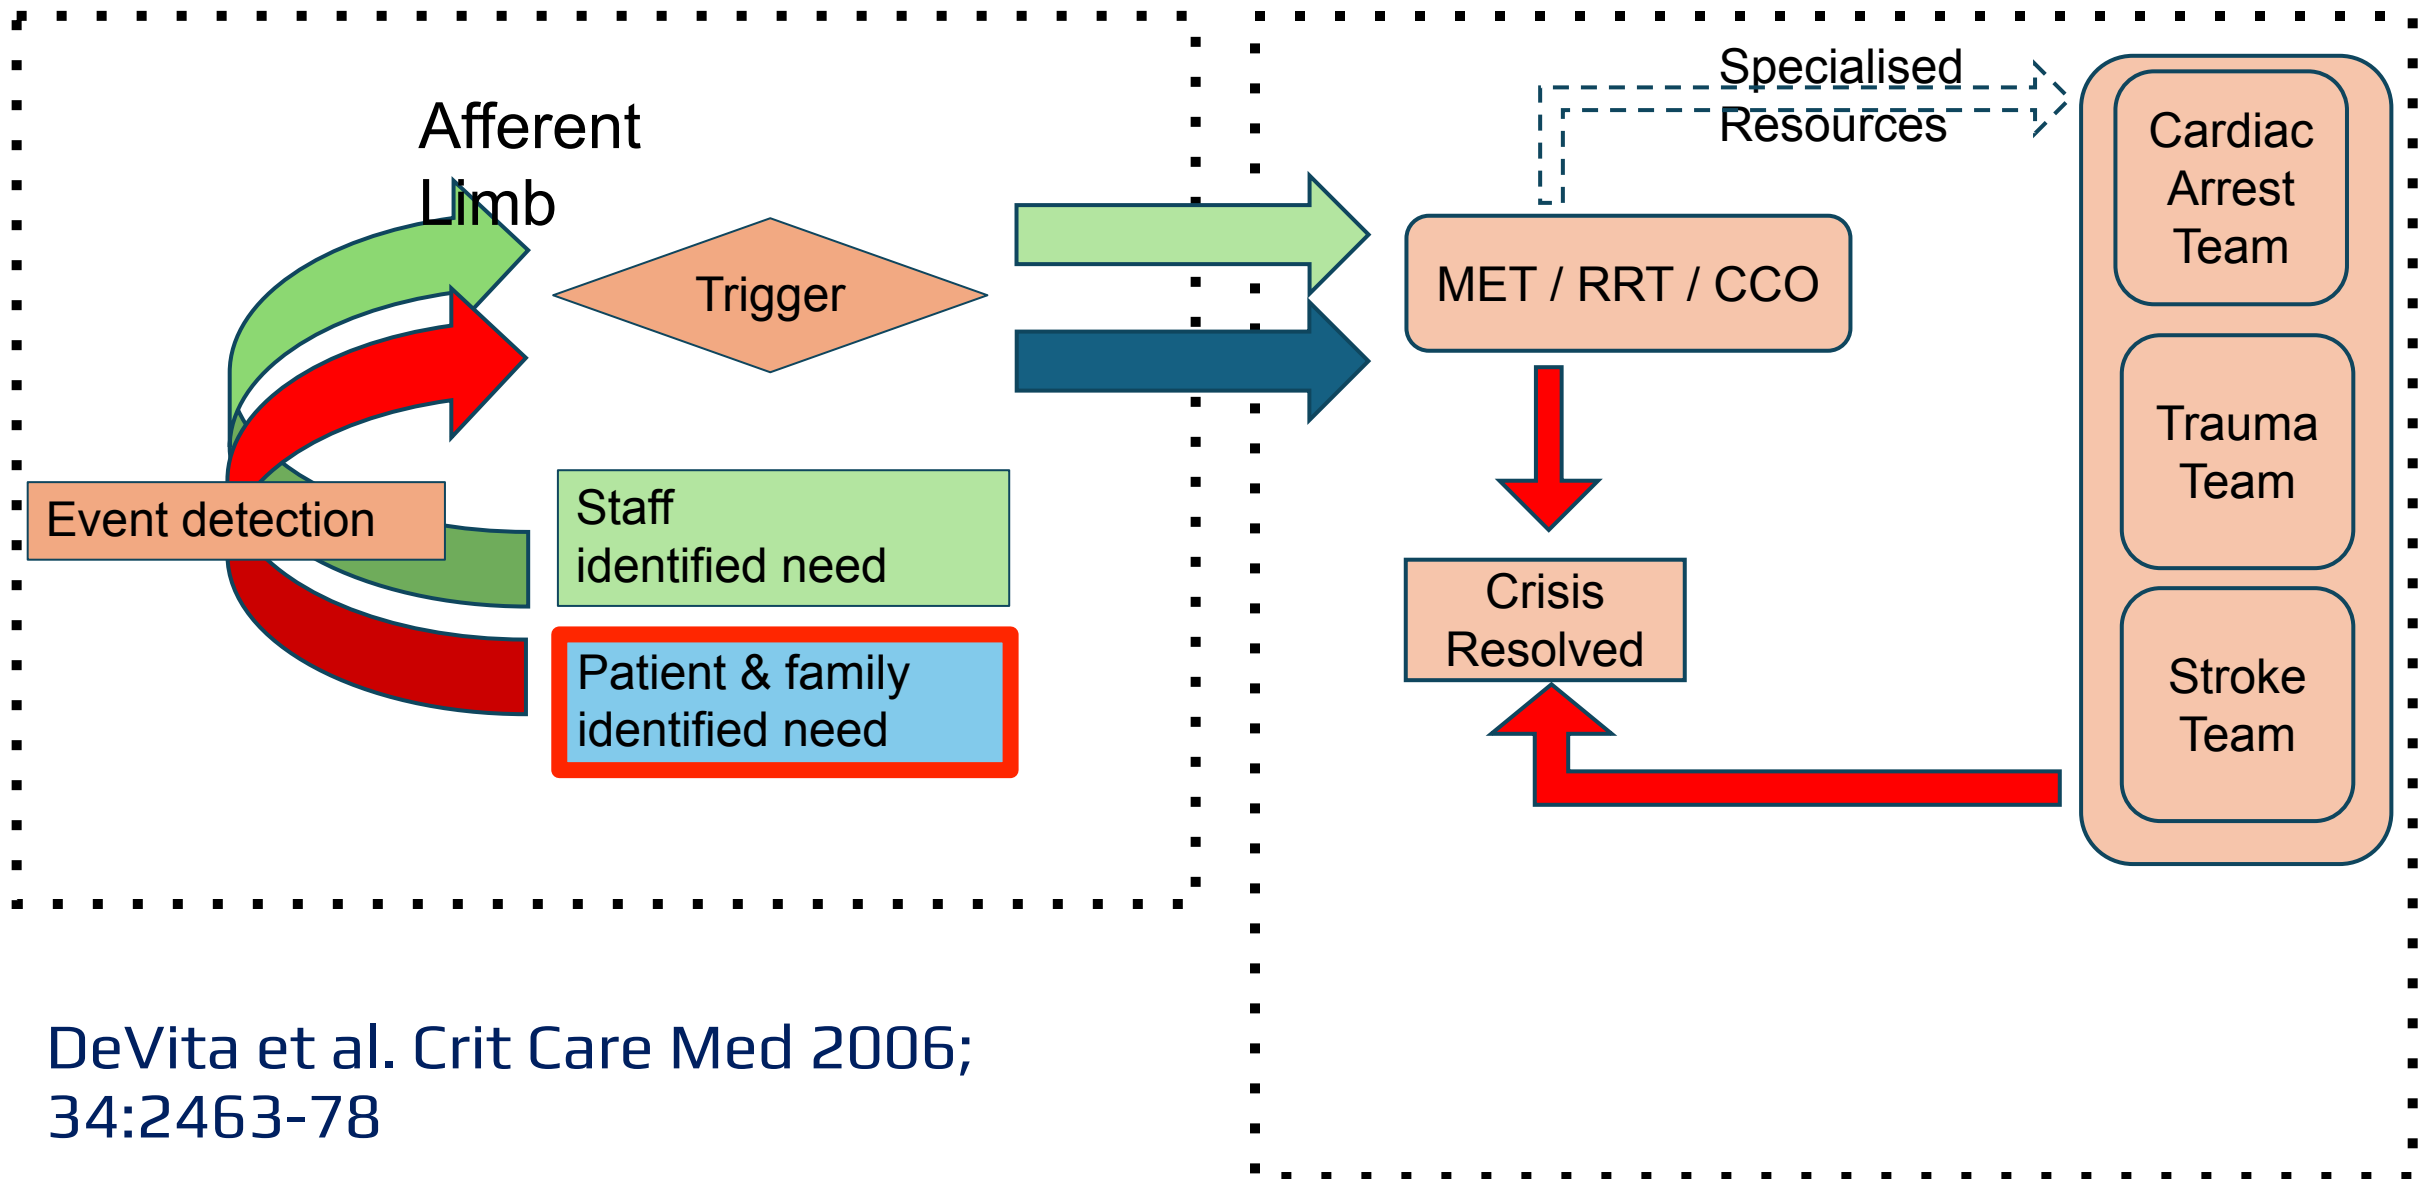 Afferent
Limb
Trigger
Event detection
Staff
identified need
Patient & family
identified need
Specialised
Resources
MET / RRT / CCO
Crisis
Resolved
Cardiac
Arrest
Team
Trauma
Team
Stroke
Team
DeVita et al. Crit Care Med 2006;
34:2463-78